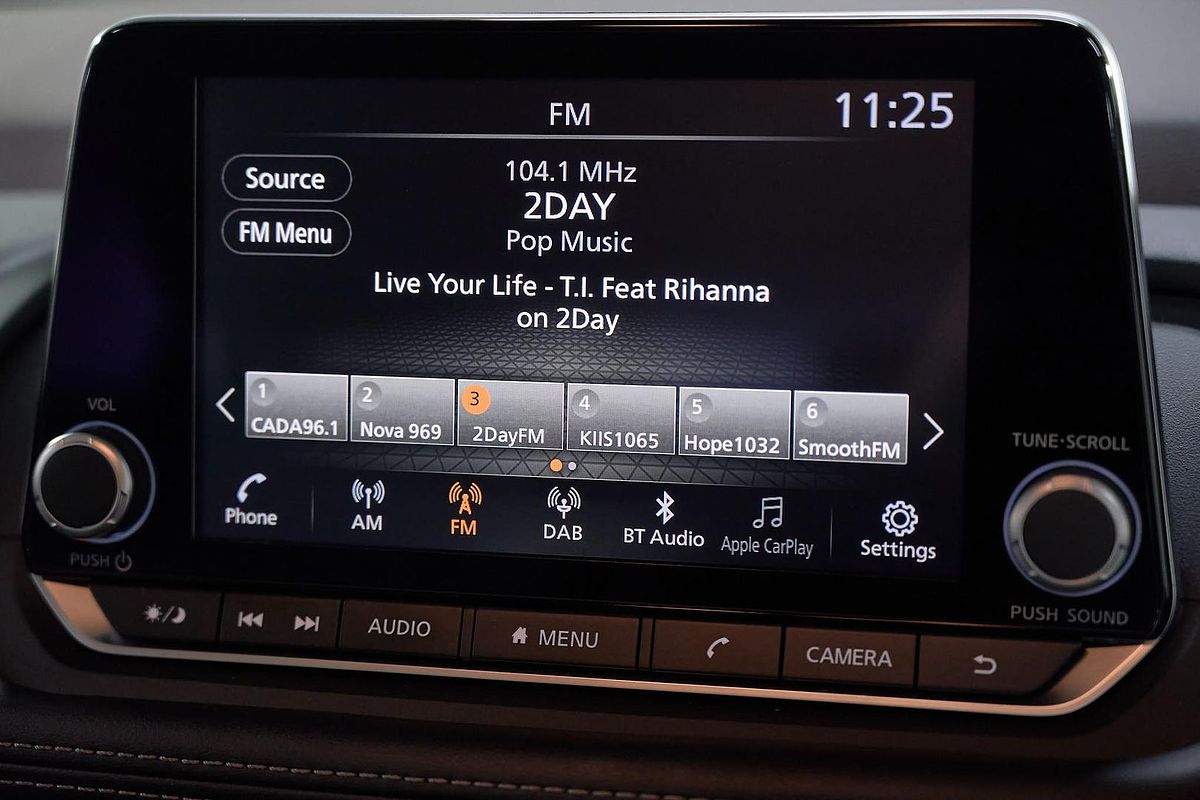 FM
11:25
Source
FM Menu
104.1 MHz
2DAY
Pop Music
Live Your Life - T.I. Feat Rihanna
on 2Day
1
CADA96.1
2
Nova 969
3
2DayFM
4
KIIS1065
5
Hope1032
6
SmoothFM
Phone
AM
FM
DAB
BT Audio
Apple CarPlay
Settings
VOL
PUSH
TUNE·SCROLL
PUSH SOUND
AUDIO
MENU
CAMERA